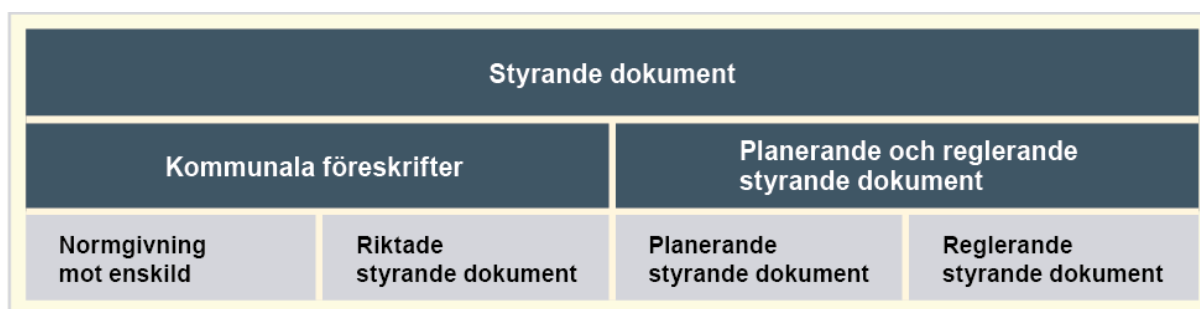 Styrande dokument
Kommunala föreskrifter
Planerande och reglerande
styrande dokument
Normgivning
mot enskild
Riktade
styrande dokument
Planerande
styrande dokument
Reglerande
styrande dokument